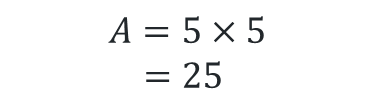 A = 5 × 5
= 25